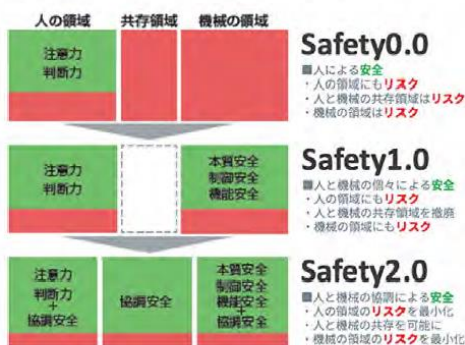 人の領域 共存領域 機械の領域
注意力
判断力
Safety0.0
■人による安全
・人の領域にもリスク
・人と機械の共存領域はリスク
・機械の領域はリスク
注意力
判断力
本質安全
制御安全
機能安全
Safety1.0
■人と機械の個々による安全
・人の領域にもリスク
・人と機械の共存領域を撤廃
・機械の領域にもリスク
注意力
判断力
+
協調安全
協調安全
本質安全
制御安全
機能安全
+
協調安全
Safety2.0
■人と機械の協調による安全
・人の領域のリスクを最小化
・人と機械の共存を可能に
・機械の領域のリスクを最小化